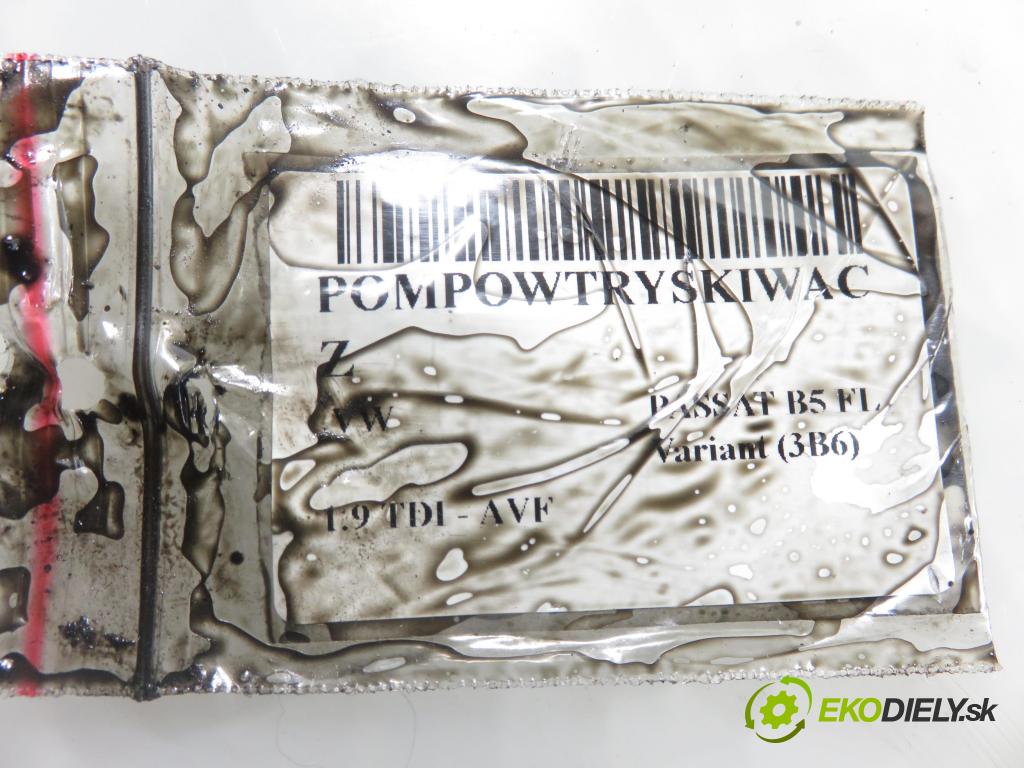 POMPOWTRYSKIWAC
Z
VW
PASSAT B5 FL
Variant (3B6)
1.9 TDI - AVF
EKODIELY.sk